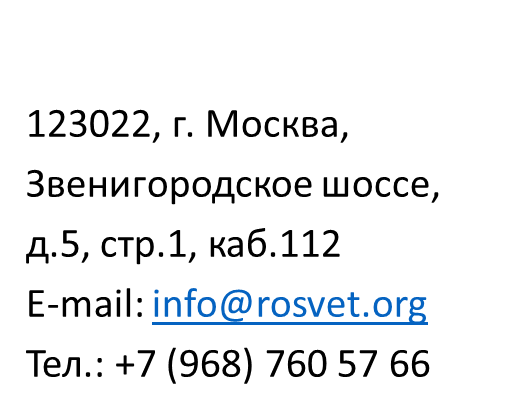 123022, г. Москва,
Звенигородское шоссе,
д.5, стр.1, каб.112
E-mail: info@rosvet.org
Тел.: +7 (968) 760 57 66